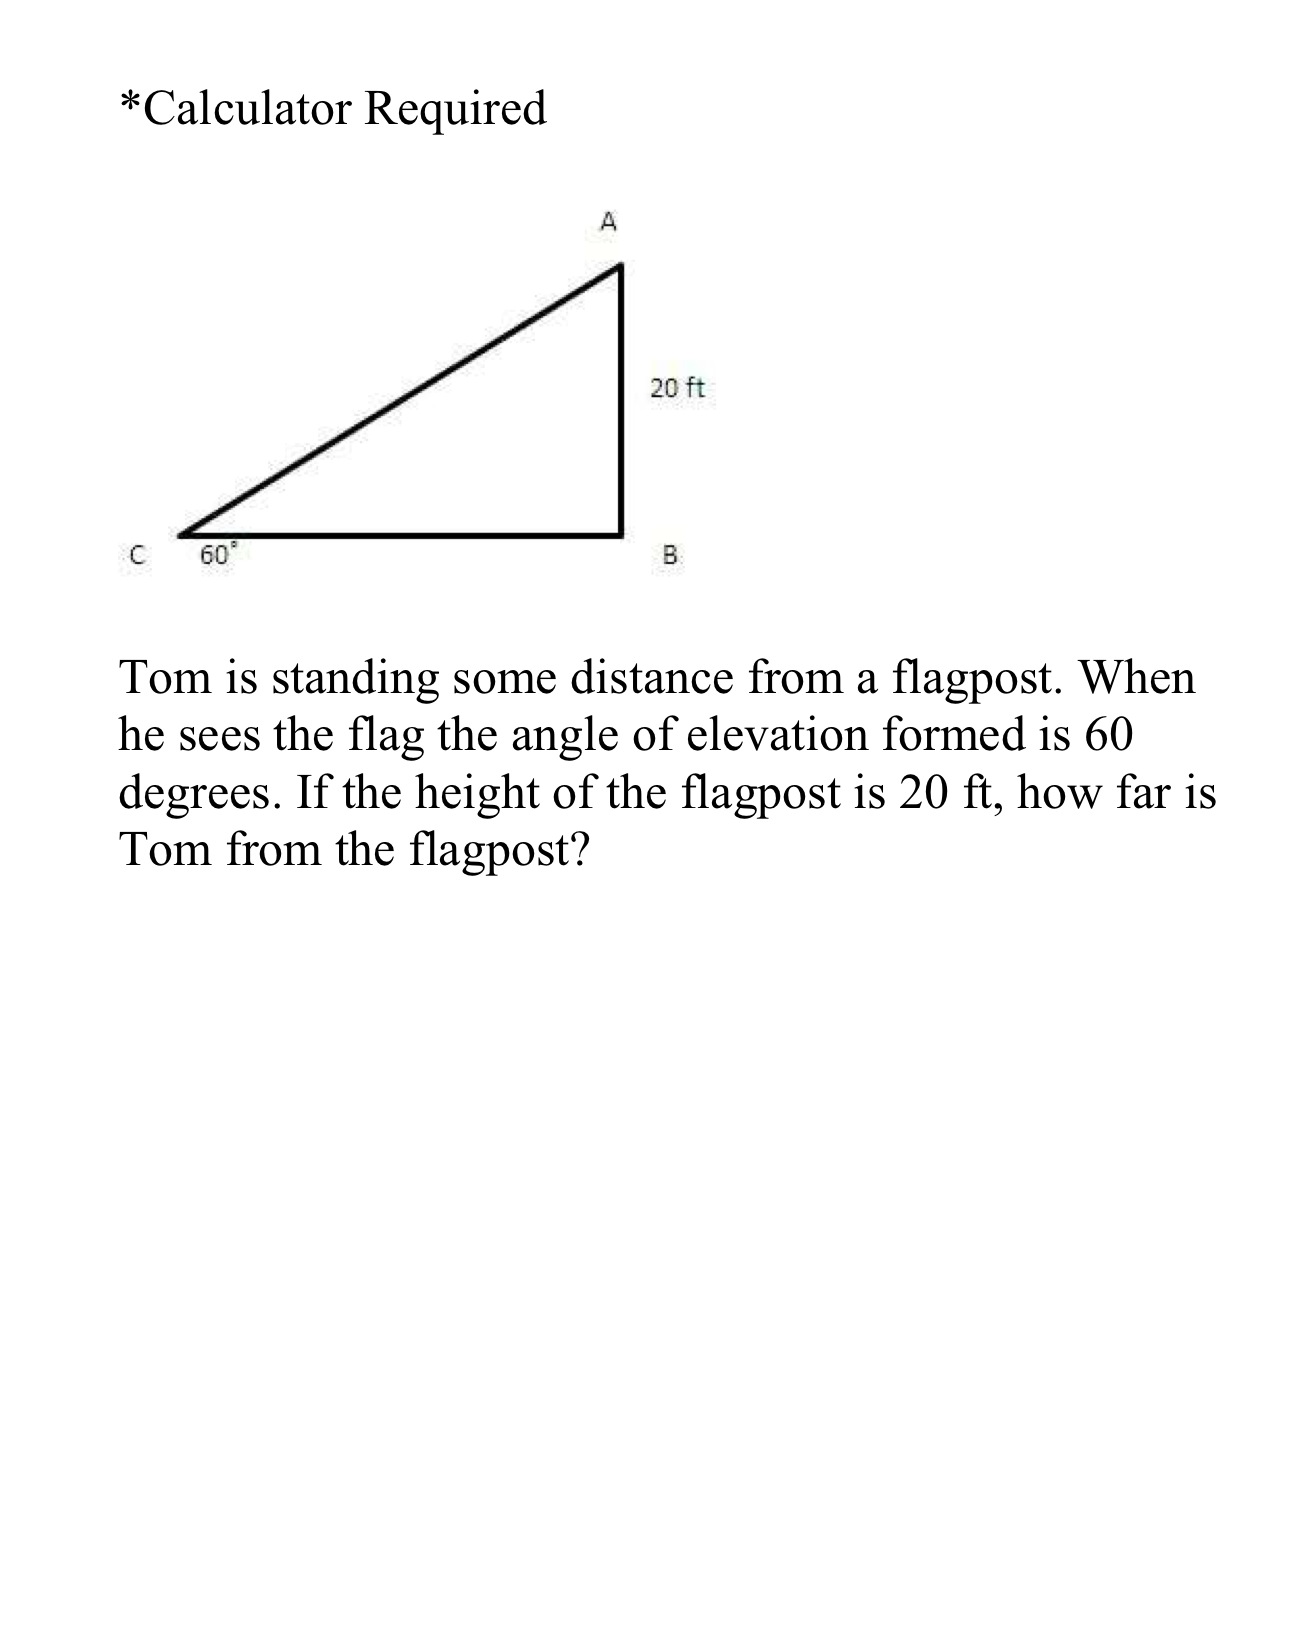 *Calculator Required
A
20 ft
C 60° B
Tom is standing some distance from a flagpost. When
he sees the flag the angle of elevation formed is 60
degrees. If the height of the flagpost is 20 ft, how far is
Tom from the flagpost?